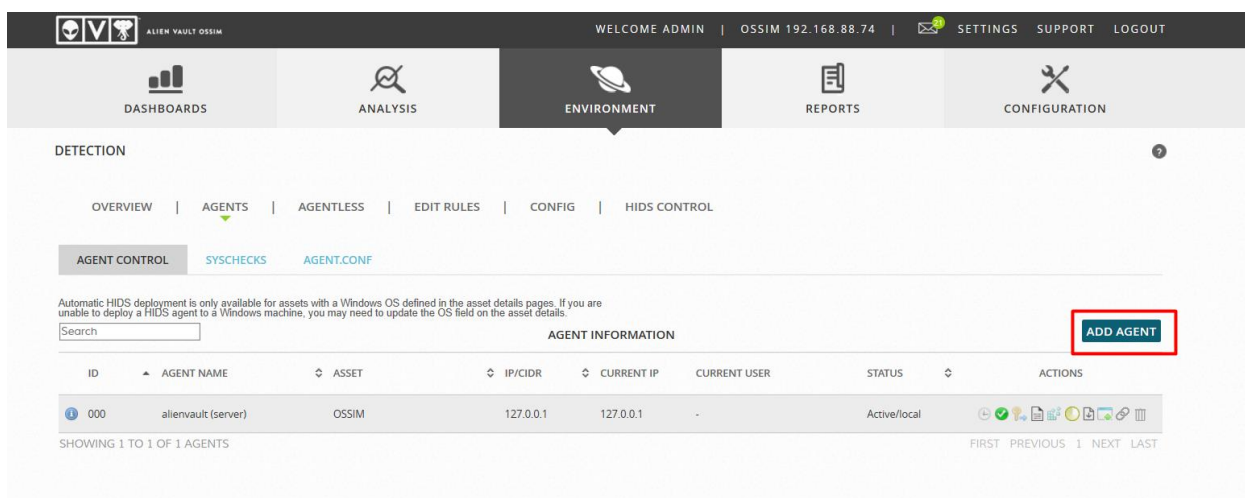 ALIEN VAULT OSSIM WELCOME ADMIN | OSSIM 192.168.88.74 | 21 SETTINGS SUPPORT LOGOUT
DASHBOARDS ANALYSIS ENVIRONMENT REPORTS CONFIGURATION
DETECTION ?
OVERVIEW | AGENTS | AGENTLESS | EDIT RULES | CONFIG | HIDS CONTROL
AGENT CONTROL SYSCHECKS AGENT.CONF
Automatic HIDS deployment is only available for assets with a Windows OS defined in the asset details pages. If you are
unable to deploy a HIDS agent to a Windows machine, you may need to update the OS field on the asset details.
Search AGENT INFORMATION ADD AGENT
ID AGENT NAME ASSET IP/CIDR CURRENT IP CURRENT USER STATUS ACTIONS
000 alienvault (server) OSSIM 127.0.0.1 127.0.0.1 - Active/local
SHOWING 1 TO 1 OF 1 AGENTS FIRST PREVIOUS 1 NEXT LAST